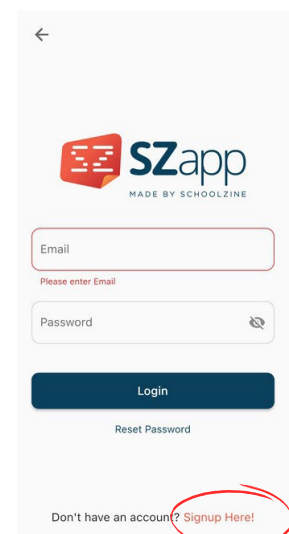 SZapp
MADE BY SCHOOLZINE
Email
Please enter Email
Password
Login
Reset Password
Don't have an account? Signup Here!